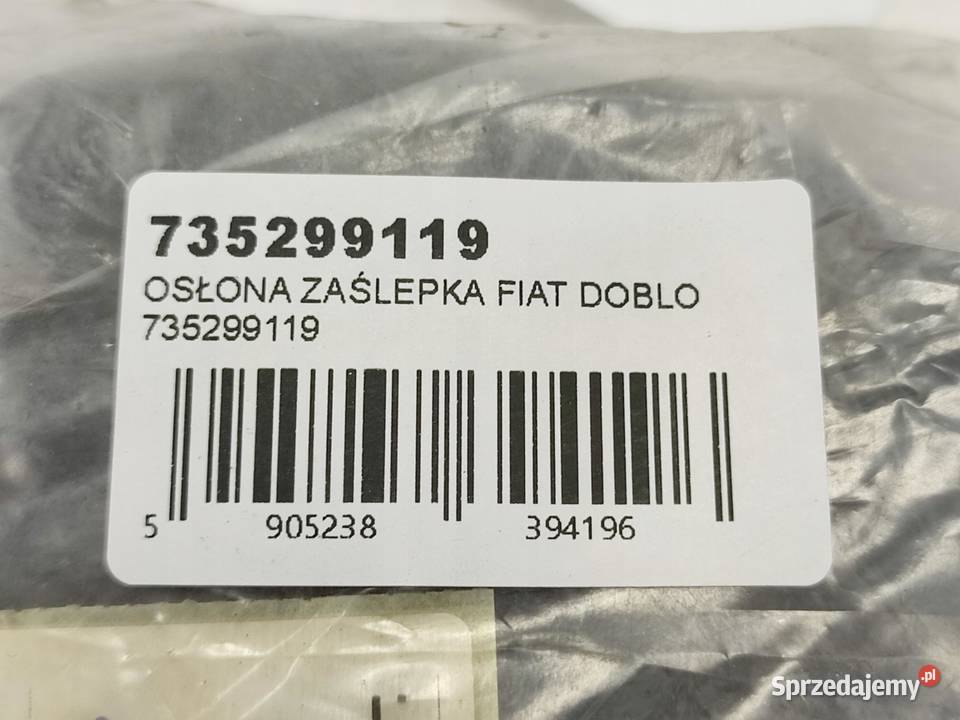 735299119
OSŁONA ZAŚLEPKA FIAT DOBLO
735299119
5 905238 394196
Sprzedajemy.pl